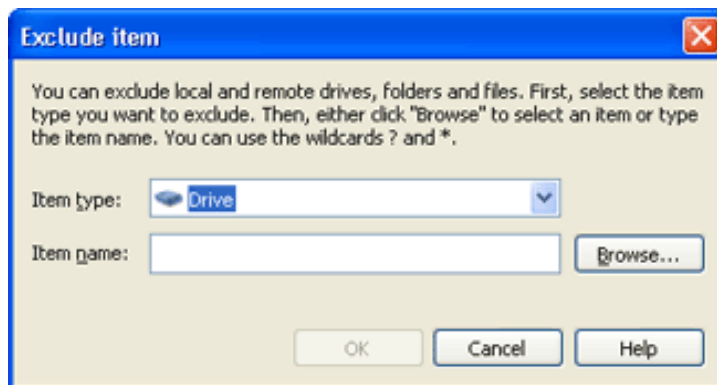 Exclude item
You can exclude local and remote drives, folders and files. First, select the item
type you want to exclude. Then, either click "Browse" to select an item or type
the item name. You can use the wildcards ? and *.
Item type:
Drive
Item name:
Browse...
OK
Cancel
Help